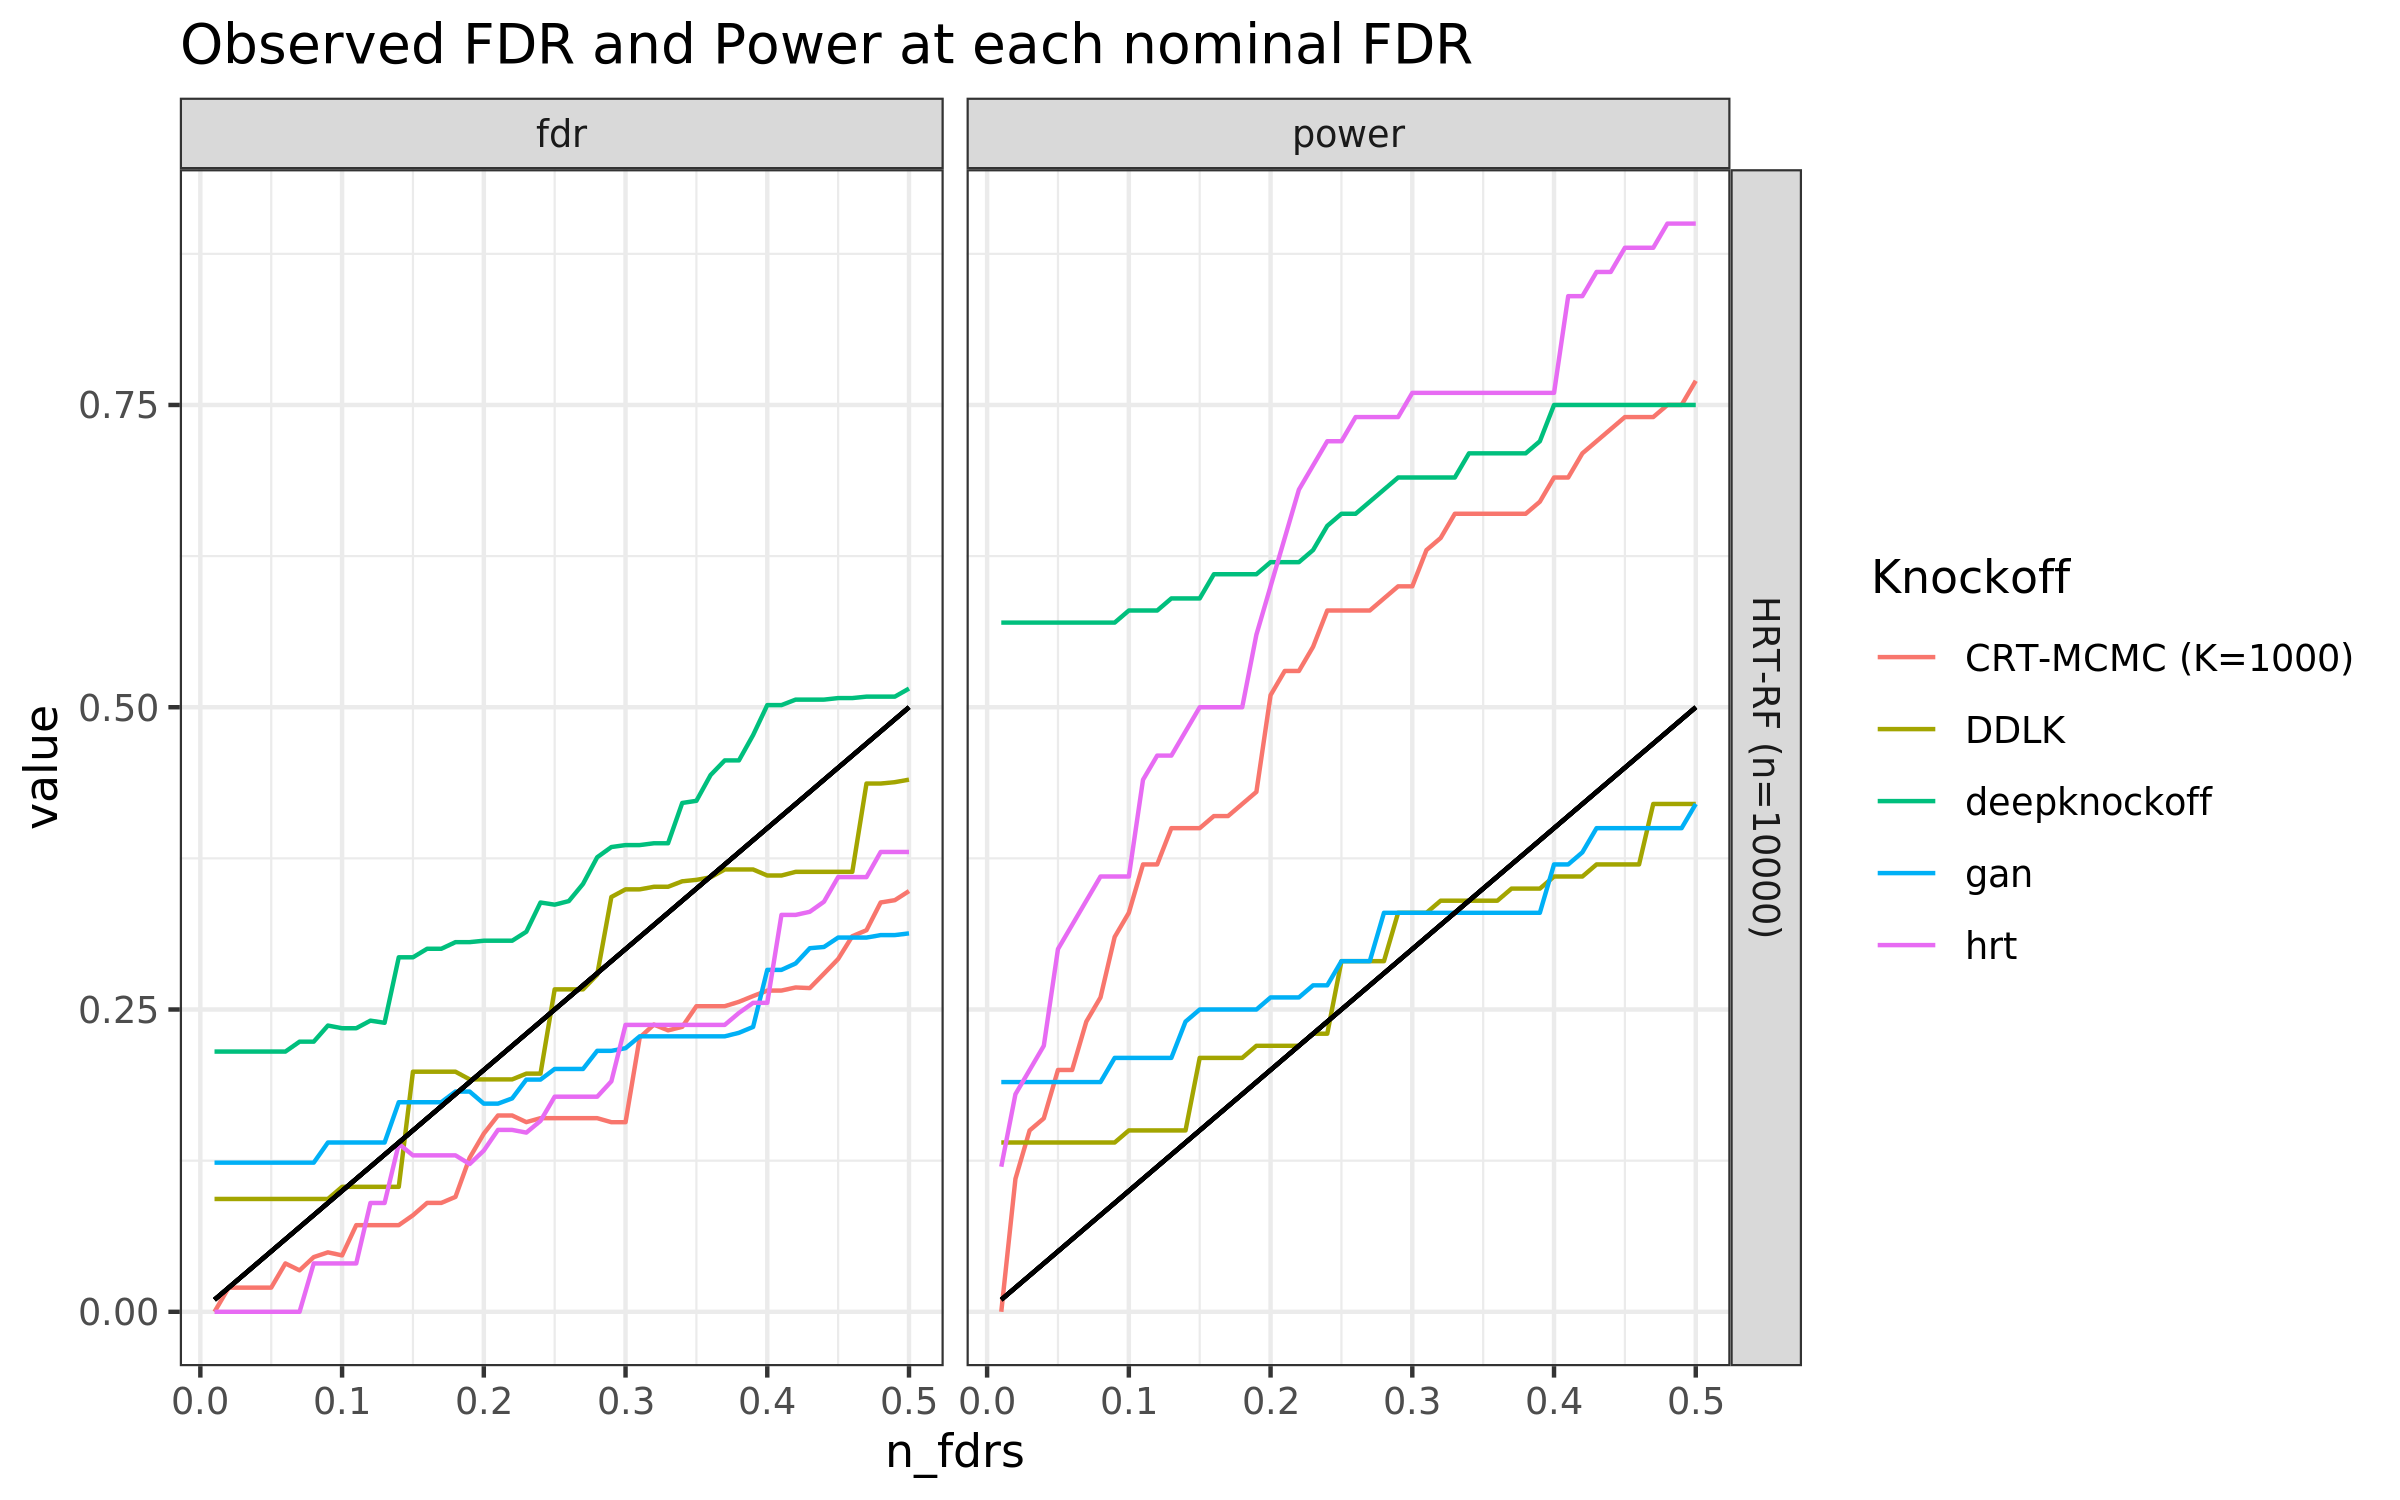 Observed FDR and Power at each nominal FDR
fdr
power
HRT-RF (n=10000)
value
0.75
0.50
0.25
0.00
0.0 0.1 0.2 0.3 0.4 0.5
0.0 0.1 0.2 0.3 0.4 0.5
n_fdrs
Knockoff
CRT-MCMC (K=1000)
DDLK
deepknockoff
gan
hrt